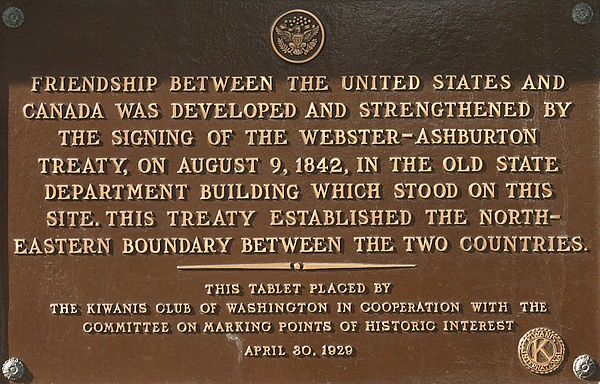 FRIENDSHIP BETWEEN THE UNITED STATES AND
CANADA WAS DEVELOPED AND STRENGTHENED BY
THE SIGNING OF THE WEBSTER-ASHBURTON
TREATY, ON AUGUST 9, 1842, IN THE OLD STATE
DEPARTMENT BUILDING WHICH STOOD ON THIS
SITE. THIS TREATY ESTABLISHED THE NORTH-
EASTERN BOUNDARY BETWEEN THE TWO COUNTRIES.
THIS TABLET PLACED BY
THE KIWANIS CLUB OF WASHINGTON IN COOPERATION WITH THE
COMMITTEE ON MARKING POINTS OF HISTORIC INTEREST
APRIL 30, 1929
KIWANIS
K
INTERNATIONAL